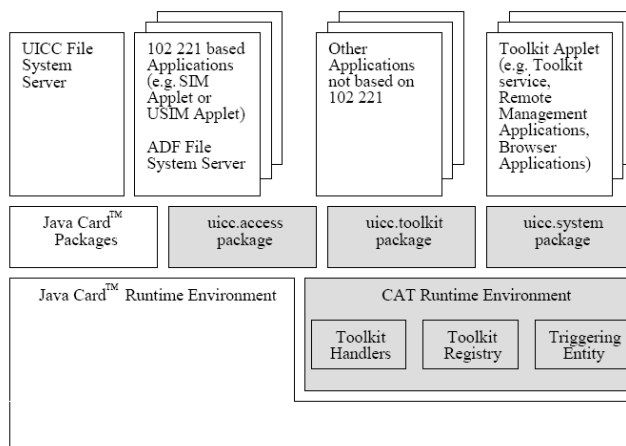 UICC File
System
Server
102 221 based
Applications
(e.g. SIM
Applet or
USIM Applet)
ADF File
System Server
Other
Applications
not based on
102 221
Toolkit Applet
(e.g. Toolkit
service,
Remote
Management
Applications,
Browser
Applications)
Java Card™
Packages
uicc.access
package
uicc.toolkit
package
uicc.system
package
Java Card™ Runtime Environment
CAT Runtime Environment
Toolkit
Handlers
Toolkit
Registry
Triggering
Entity